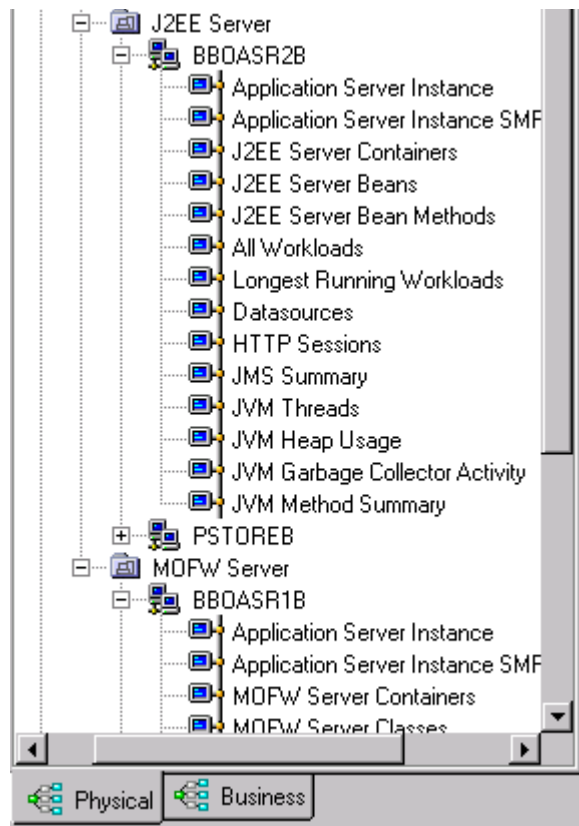 J2EE Server
BBOASR2B
Application Server Instance
Application Server Instance SMF
J2EE Server Containers
J2EE Server Beans
J2EE Server Bean Methods
All Workloads
Longest Running Workloads
Datasources
HTTP Sessions
JMS Summary
JVM Threads
JVM Heap Usage
JVM Garbage Collector Activity
JVM Method Summary
PSTOREB
MOFW Server
BBOASR1B
Application Server Instance
Application Server Instance SMF
MOFW Server Containers
MOFW Server Classes
Physical Business